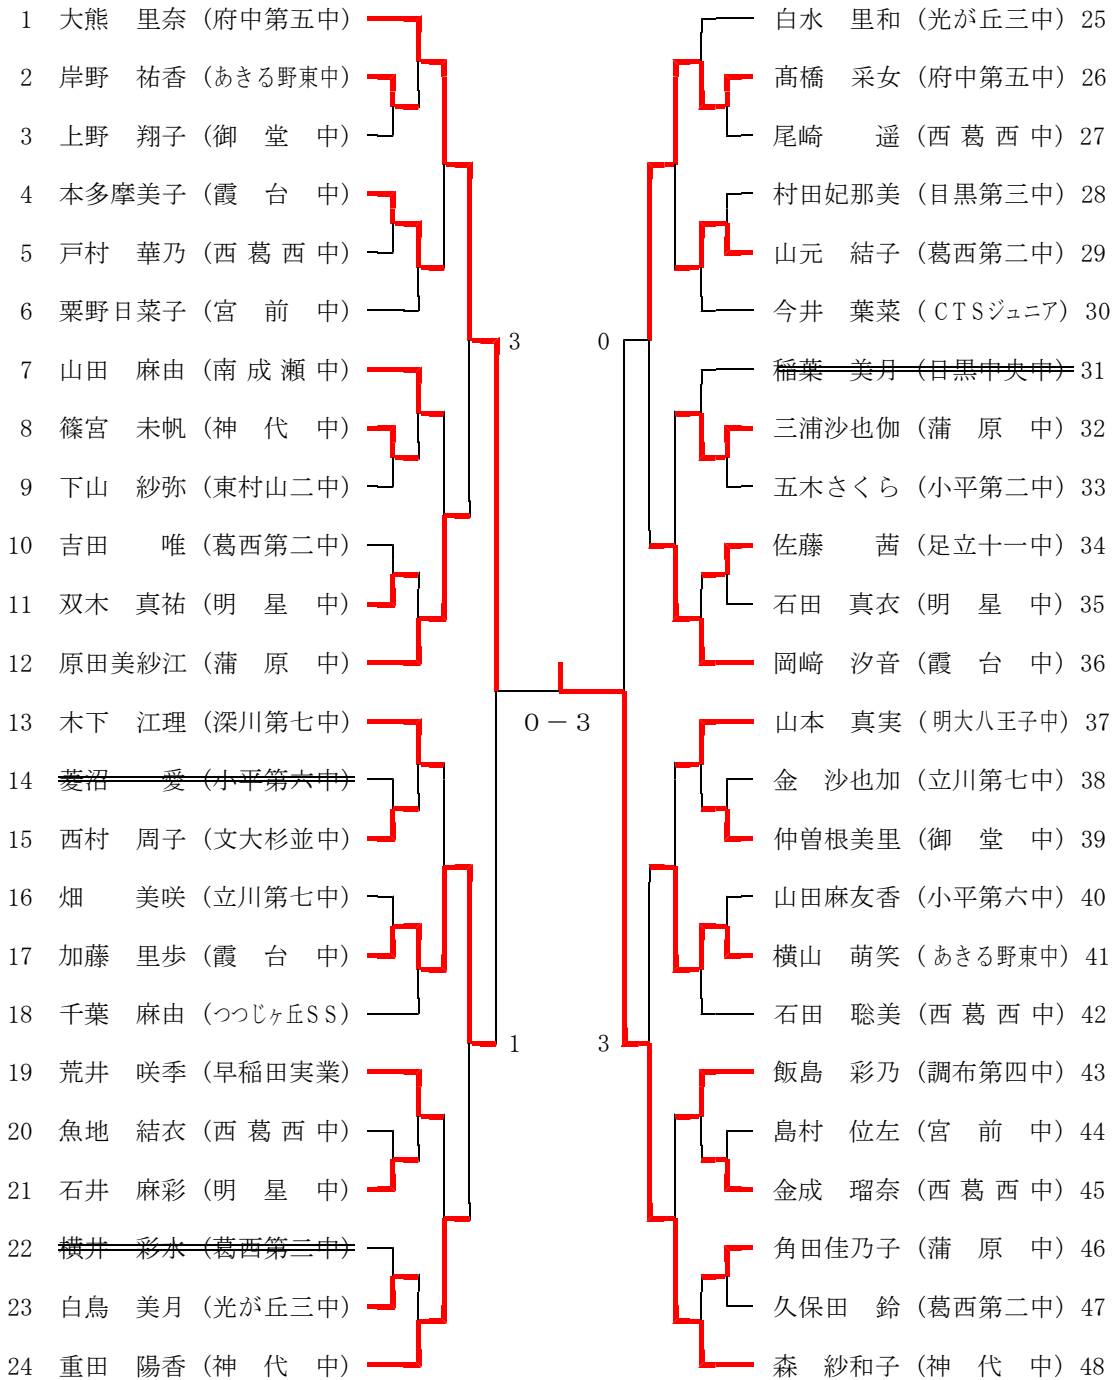 1 大熊 里奈 (府中第五中)
2 岸野 祐香 (あきる野東中)
3 上野 翔子 (御堂中)
4 本多摩美子 (霞台中)
5 戸村 華乃 (西葛西中)
6 粟野日菜子 (宮前中)
7 山田 麻由 (南成瀬中)
8 篠宮 未帆 (神代中)
9 下山 紗弥 (東村山二中)
10 吉田 唯 (葛西第二中)
11 双木 真祐 (明星中)
12 原田美紗江 (蒲原中)
13 木下 江理 (深川第七中)
14 菱沼 愛 (小平第六中)
15 西村 周子 (文大杉並中)
16 畑 美咲 (立川第七中)
17 加藤 里歩 (霞台中)
18 千葉 麻由 (つつじヶ丘SS)
19 荒井 咲季 (早稲田実業)
20 魚地 結衣 (西葛西中)
21 石井 麻彩 (明星中)
22 横井 彩水 (葛西第三中)
23 白鳥 美月 (光が丘三中)
24 重田 陽香 (神代中)
3
0
0-3
1
3
白水 里和 (光が丘三中) 25
髙橋 采女 (府中第五中) 26
尾崎 遥 (西葛西中) 27
村田妃那美 (目黒第三中) 28
山元 結子 (葛西第二中) 29
今井 葉菜 (CTSジュニア) 30
稲葉 美月 (目黒中央中) 31
三浦沙也伽 (蒲原中) 32
五木さくら (小平第二中) 33
佐藤 茜 (足立十一中) 34
石田 真衣 (明星中) 35
岡﨑 汐音 (霞台中) 36
山本 真実 (明大八王子中) 37
金 沙也加 (立川第七中) 38
仲曽根美里 (御堂中) 39
山田麻友香 (小平第六中) 40
横山 萌笑 (あきる野東中) 41
石田 聡美 (西葛西中) 42
飯島 彩乃 (調布第四中) 43
島村 位左 (宮前中) 44
金成 瑠奈 (西葛西中) 45
角田佳乃子 (蒲原中) 46
久保田 鈴 (葛西第二中) 47
森 紗和子 (神代中) 48